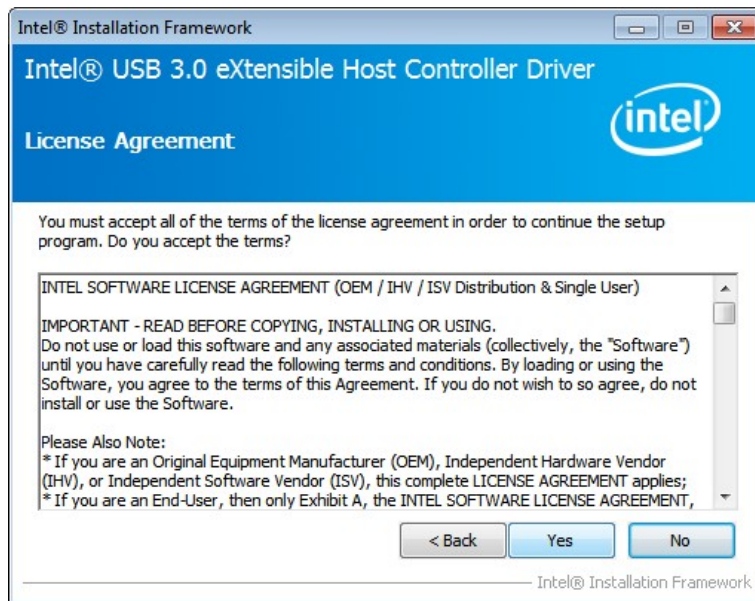 Intel® Installation Framework
Intel® USB 3.0 eXtensible Host Controller Driver
intel®
License Agreement
You must accept all of the terms of the license agreement in order to continue the setup
program. Do you accept the terms?
INTEL SOFTWARE LICENSE AGREEMENT (OEM / IHV / ISV Distribution & Single User)
IMPORTANT - READ BEFORE COPYING, INSTALLING OR USING.
Do not use or load this software and any associated materials (collectively, the "Software")
until you have carefully read the following terms and conditions. By loading or using the
Software, you agree to the terms of this Agreement. If you do not wish to so agree, do not
install or use the Software.
Please Also Note:
* If you are an Original Equipment Manufacturer (OEM), Independent Hardware Vendor
(IHV), or Independent Software Vendor (ISV), this complete LICENSE AGREEMENT applies;
* If you are an End-User, then only Exhibit A, the INTEL SOFTWARE LICENSE AGREEMENT,
< Back Yes No
Intel® Installation Framework